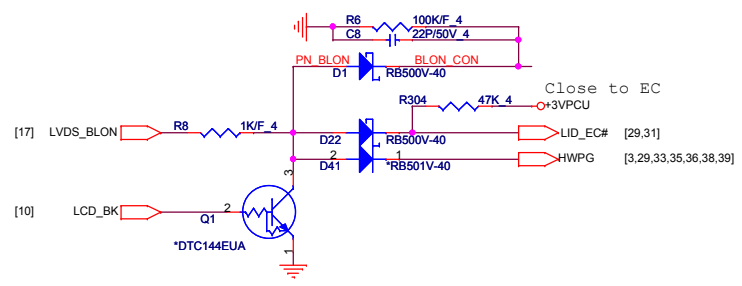 R6 100K/F_4
C8 22P/50V_4
PN_BLON BLON_CON
D1 RB500V-40
Close to EC
R304 47K_4 +3VPCU
[17] LVDS_BLON R8 1K/F_4
D22 RB500V-40 LID_EC# [29,31]
2 1 HWPG [3,29,33,35,36,38,39]
D41 *RB501V-40
3
[10] LCD_BK 2
Q1
*DTC144EUA
1